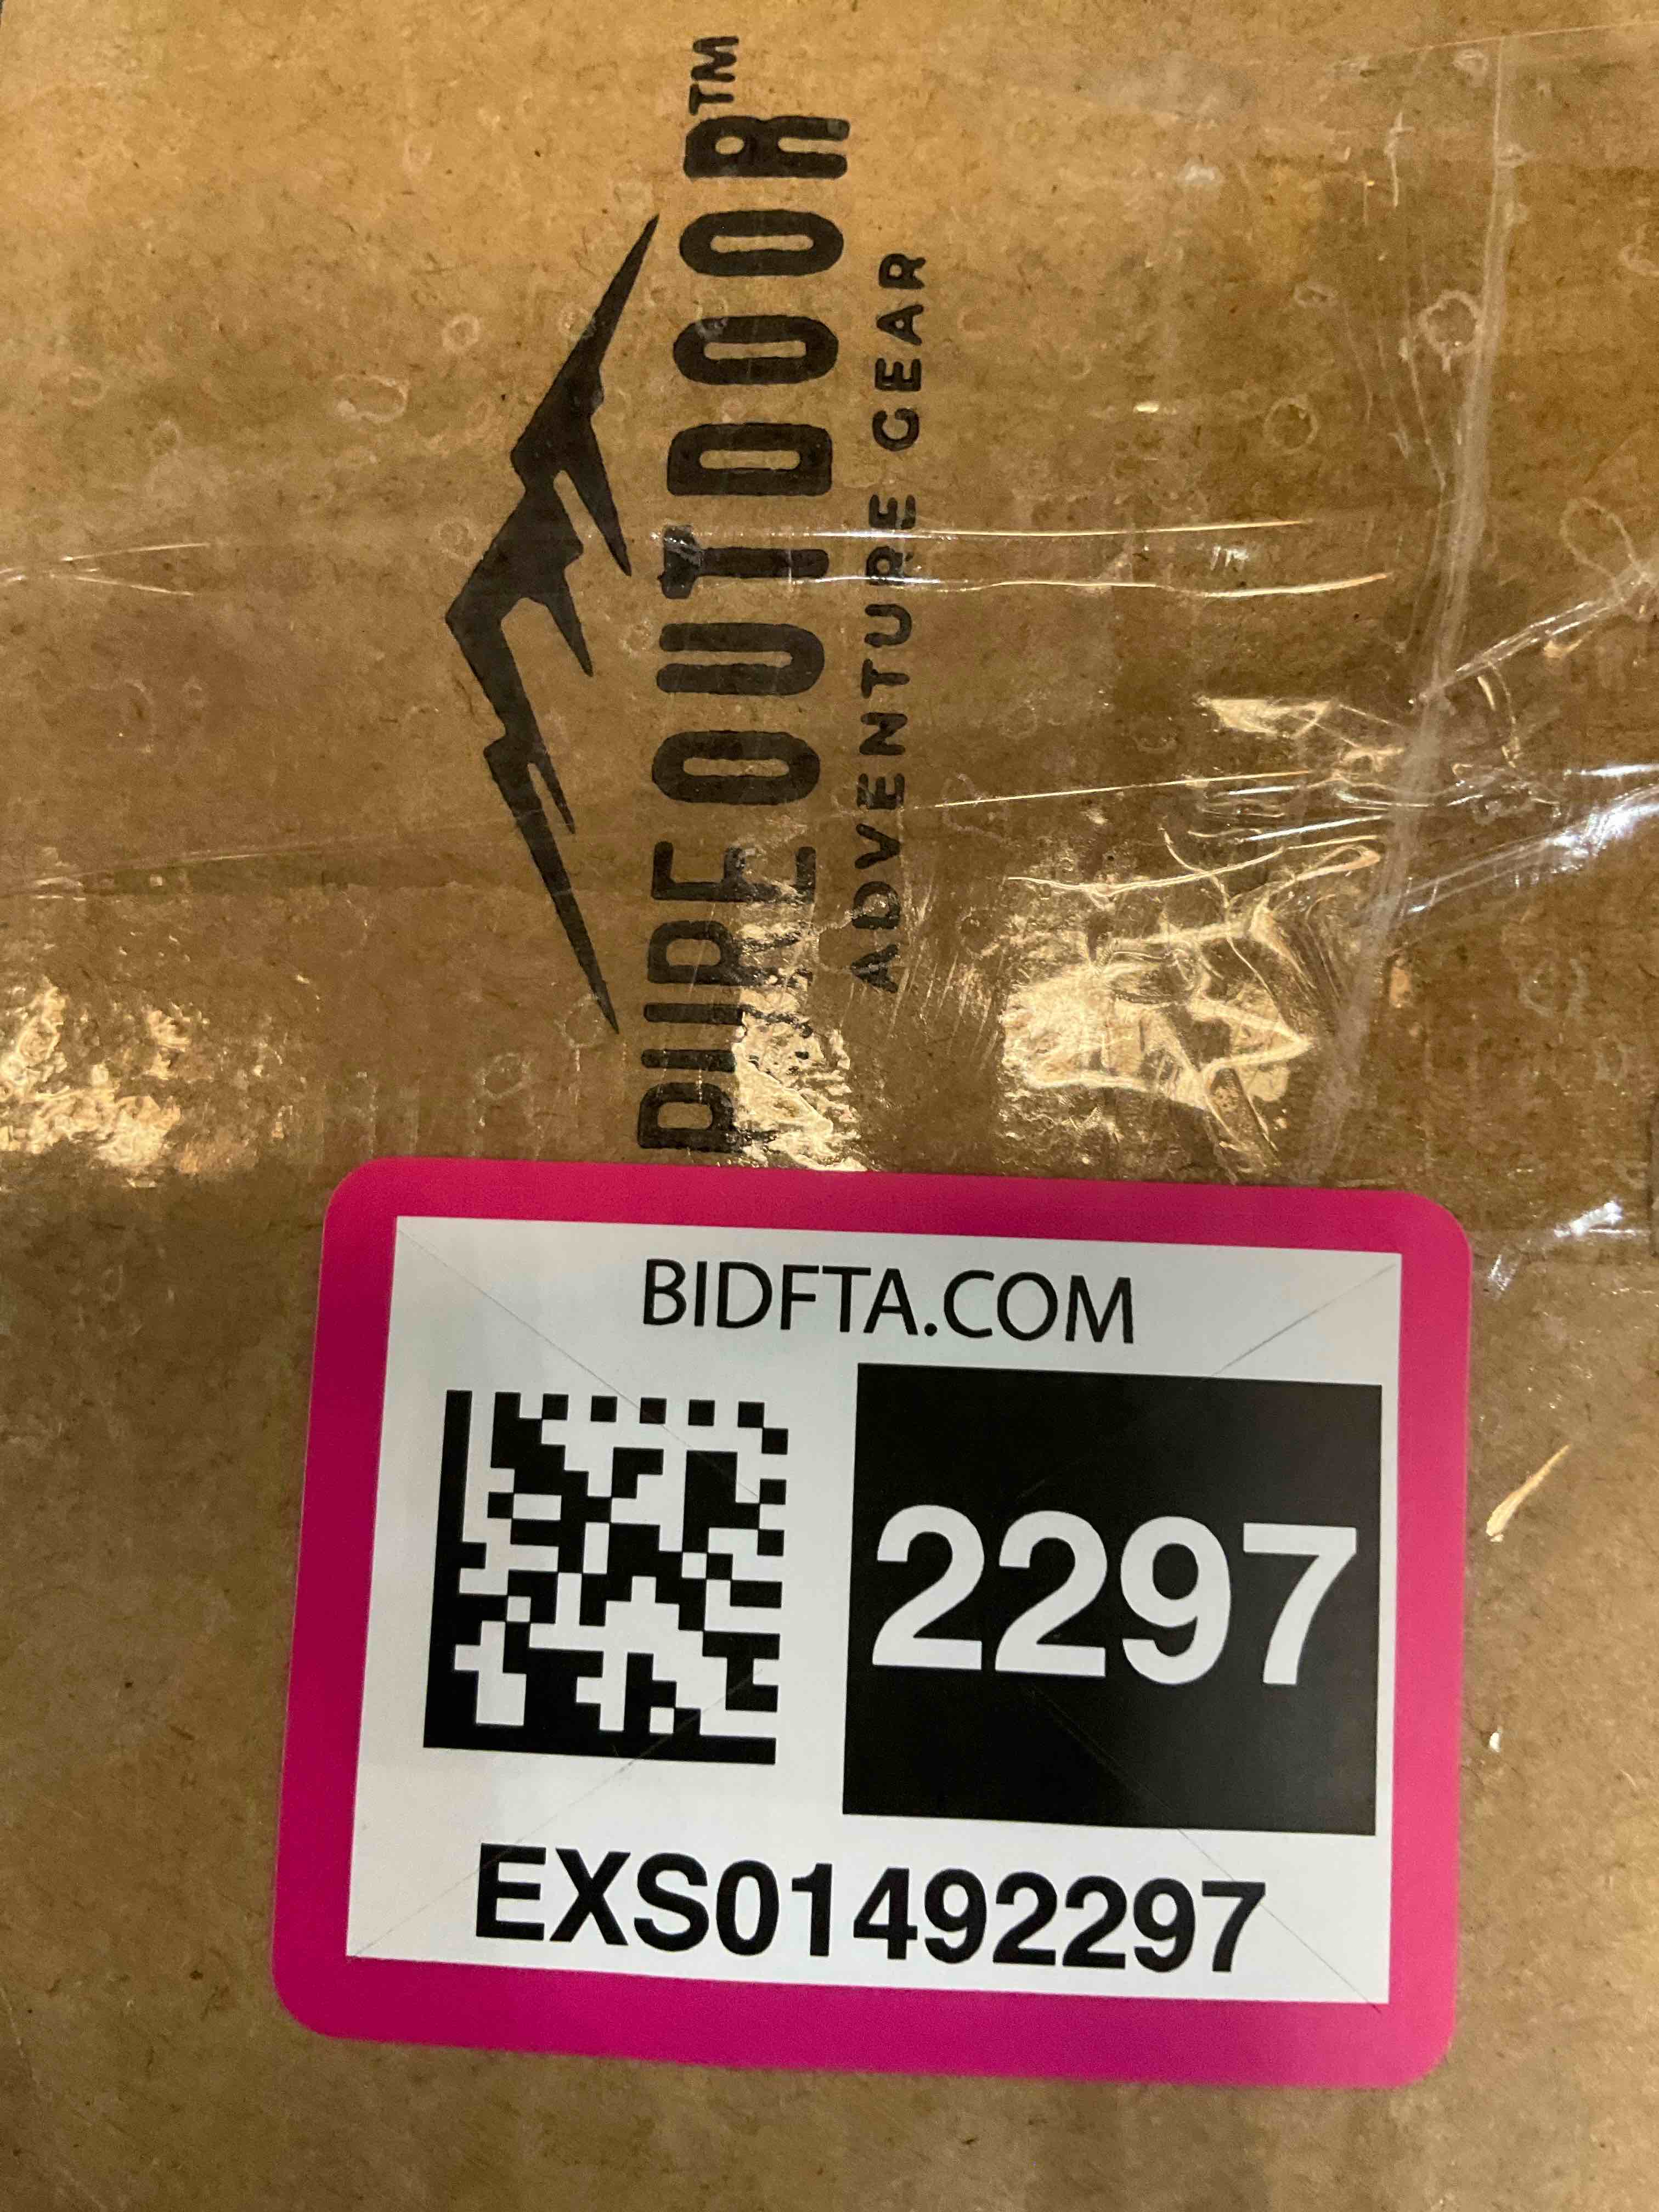 PURE OUTDOOR™
ADVENTURE GEAR
BIDFTA.COM
2297
EXS01492297